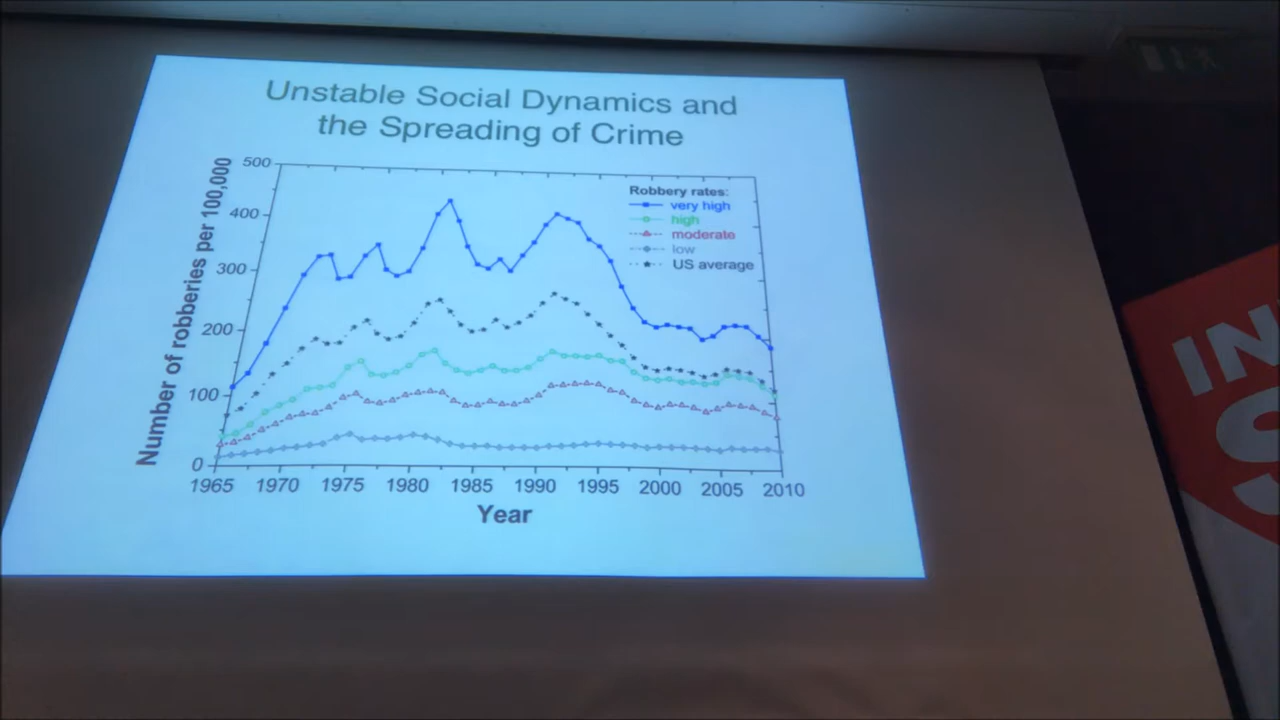 Unstable Social Dynamics and
the Spreading of Crime
Number of robberies per 100,000
500
400
300
200
100
0
Robbery rates:
very high
high
moderate
low
US average
1965 1970 1975 1980 1985 1990 1995 2000 2005 2010
Year
IN
S